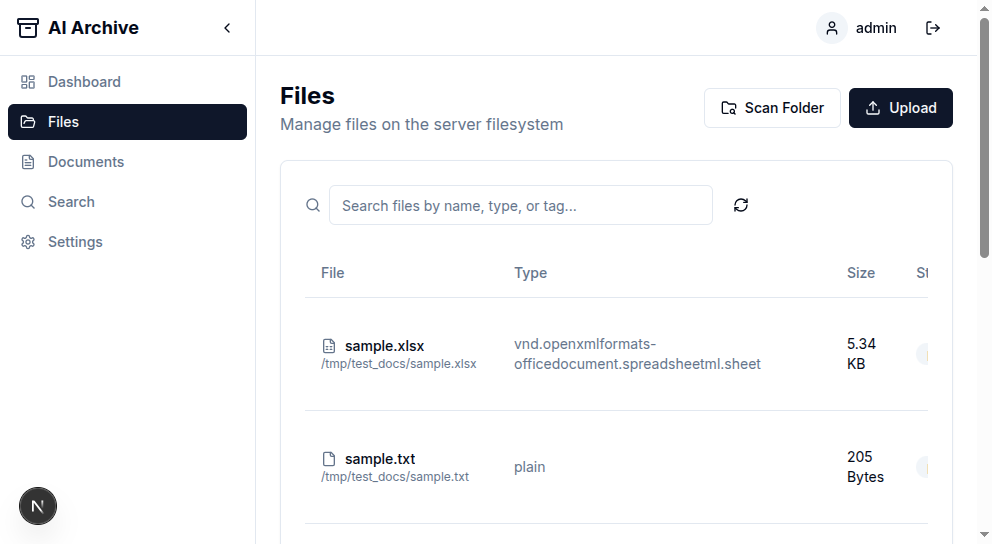 AI Archive
admin
Dashboard
Files
Documents
Search
Settings
Files
Manage files on the server filesystem
Scan Folder
Upload
Search files by name, type, or tag...
File Type Size St
sample.xlsx
/tmp/test_docs/sample.xlsx
vnd.openxmlformats-
officedocument.spreadsheetml.sheet
5.34
KB
sample.txt
/tmp/test_docs/sample.txt
plain
205
Bytes
N